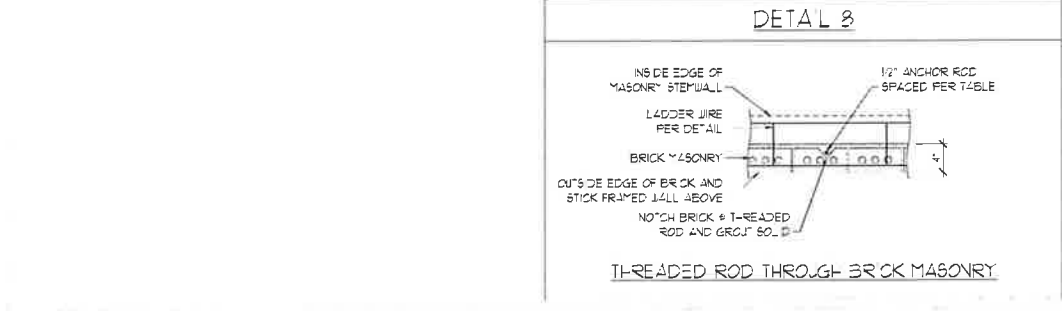 DETAIL 8
INSIDE EDGE OF
MASONRY STEMWALL
1/2" ANCHOR ROD
SPACED PER TABLE
LADDER WIRE
PER DETAIL
BRICK MASONRY
4"
OUTSIDE EDGE OF BRICK AND
STICK FRAMED WALL ABOVE
NOTCH BRICK @ THREADED
ROD AND GROUT SOLID
THREADED ROD THROUGH BRICK MASONRY